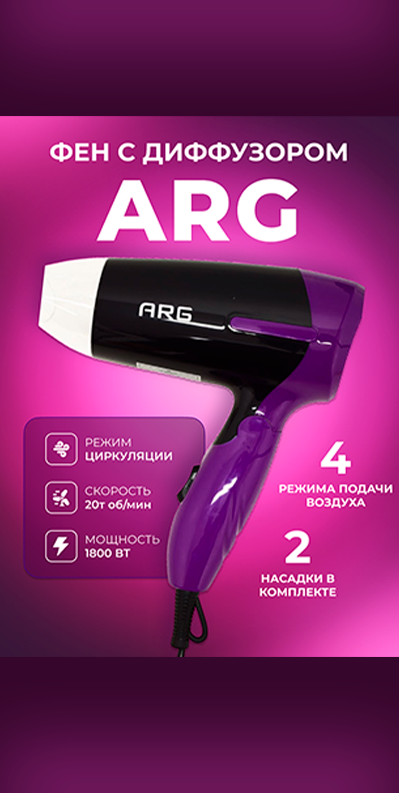 ФЕН С ДИФФУЗОРОМ
ARG
ARG
РЕЖИМ
ЦИРКУЛЯЦИИ
СКОРОСТЬ
20т об/мин
МОЩНОСТЬ
1800 ВТ
4
РЕЖИМА ПОДАЧИ
ВОЗДУХА
2
НАСАДКИ В
КОМПЛЕКТЕ